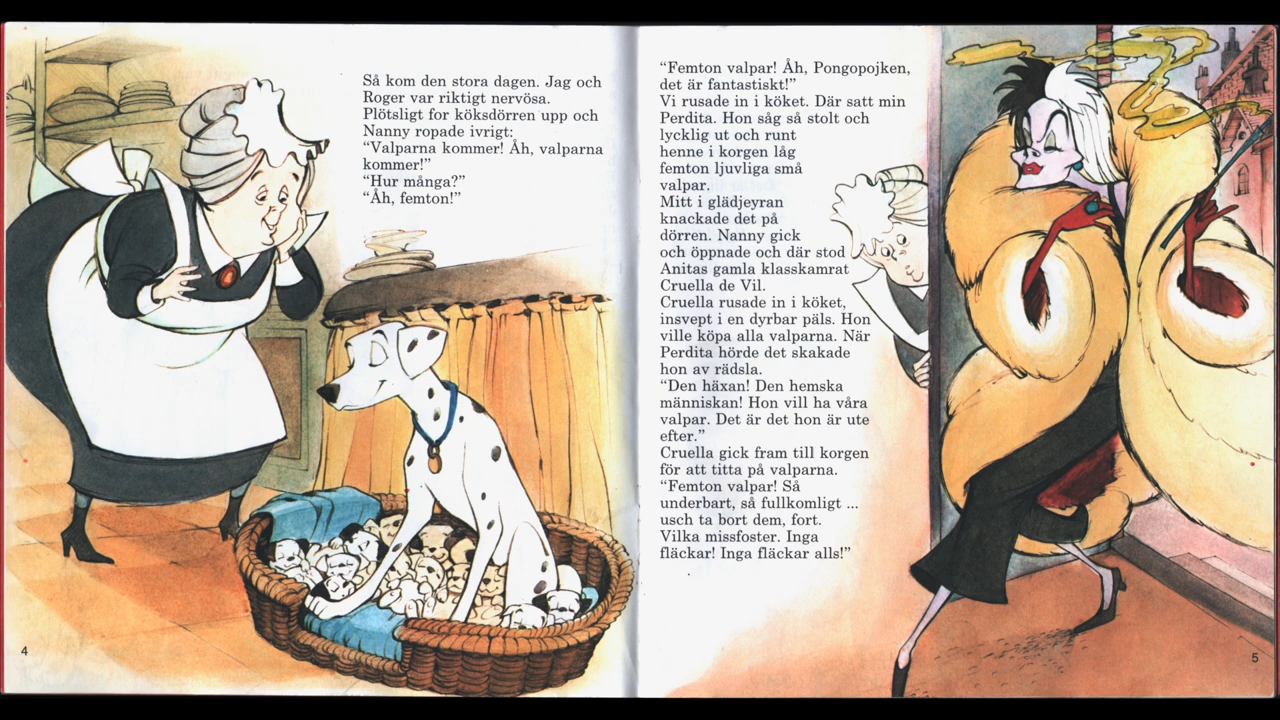 Så kom den stora dagen. Jag och
Roger var riktigt nervösa.
Plötsligt for köksdörren upp och
Nanny ropade ivrigt:
“Valparna kommer! Åh, valparna
kommer!”
“Hur många?”
“Åh, femton!”
4
“Femton valpar! Åh, Pongopojken,
det är fantastiskt!”
Vi rusade in i köket. Där satt min
Perdita. Hon såg så stolt och
lycklig ut och runt
henne i korgen låg
femton ljuvliga små
valpar.
Mitt i glädjeyran
knackade det på
dörren. Nanny gick
och öppnade och där stod
Anitas gamla klasskamrat
Cruella de Vil.
Cruella rusade in i köket,
insvept i en dyrbar päls. Hon
ville köpa alla valparna. När
Perdita hörde det skakade
hon av rädsla.
“Den häxan! Den hemska
människan! Hon vill ha våra
valpar. Det är det hon är ute
efter.”
Cruella gick fram till korgen
för att titta på valparna.
“Femton valpar! Så
underbart, så fullkomligt ...
usch ta bort dem, fort.
Vilka missfoster. Inga
fläckar! Inga fläckar alls!”
5